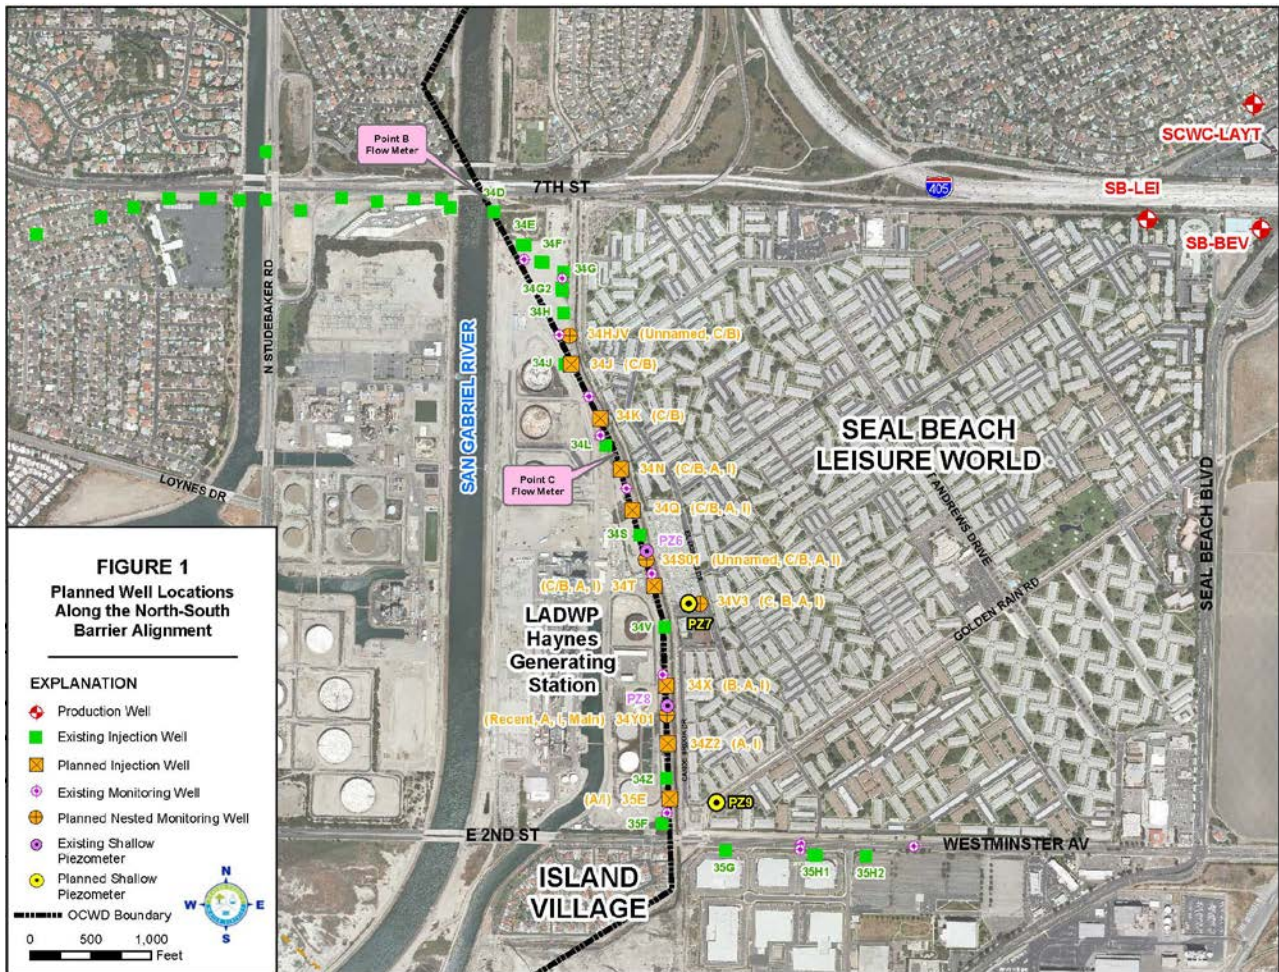 Point B
Flow Meter
SCWC-LAYT
7TH ST
405
SB-LEI
SB-BEV
34D
34E
34F
34G
34G2
34H
34HJV (Unnamed, C/B)
34J
34J (C/B)
N STUDEBAKER RD
SAN GABRIEL RIVER
34K (C/B)
34L
SEAL BEACH
LEISURE WORLD
Point C
Flow Meter
34N (C/B, A, I)
LOYNES DR
34Q (C/B, A, I)
ANDREWS DRIVE
SEAL BEACH BLVD
34S
PZ6
34S01 (Unnamed, C/B, A, I)
(C/B, A, I) 34T
34V3 (C, B, A, I)
PZ7
GOLDEN RAIN RD
LADWP
Haynes
Generating
Station
34V
34X (B, A, I)
PZ8
(Recent, A, I, Main) 34Y01
34Z2 (A, I)
34Z
(A/I) 35E
PZ9
35F
E 2ND ST
WESTMINSTER AV
35G
35H1
35H2
ISLAND
VILLAGE
FIGURE 1
Planned Well Locations
Along the North-South
Barrier Alignment
EXPLANATION
Production Well
Existing Injection Well
Planned Injection Well
Existing Monitoring Well
Planned Nested Monitoring Well
Existing Shallow
Piezometer
Planned Shallow
Piezometer
OCWD Boundary
N
W E
S
0 500 1,000
Feet